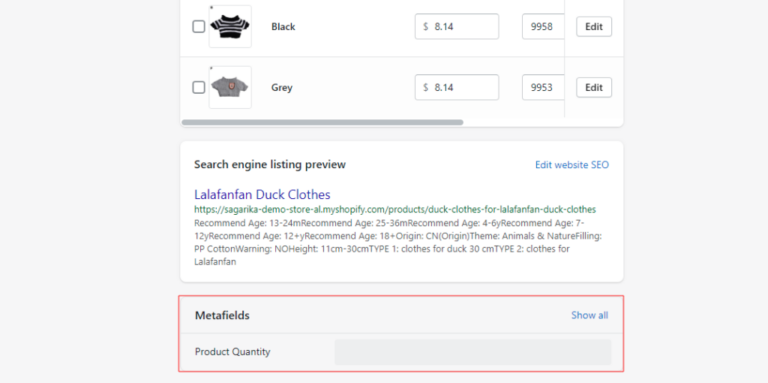 Black $ 8.14 9958 Edit
Grey $ 8.14 9953 Edit
Search engine listing preview Edit website SEO
Lalafanfan Duck Clothes
https://sagarika-demo-store-al.myshopify.com/products/duck-clothes-for-lalafanfan-duck-clothes
Recommend Age: 13-24mRecommend Age: 25-36mRecommend Age: 4-6yRecommend Age: 7-
12yRecommend Age: 12+yRecommend Age: 18+Origin: CN(Origin)Theme: Animals & NatureFilling:
PP CottonWarning: NOHeight: 11cm-30cmTYPE 1: clothes for duck 30 cmTYPE 2: clothes for
Lalafanfan
Metafields Show all
Product Quantity